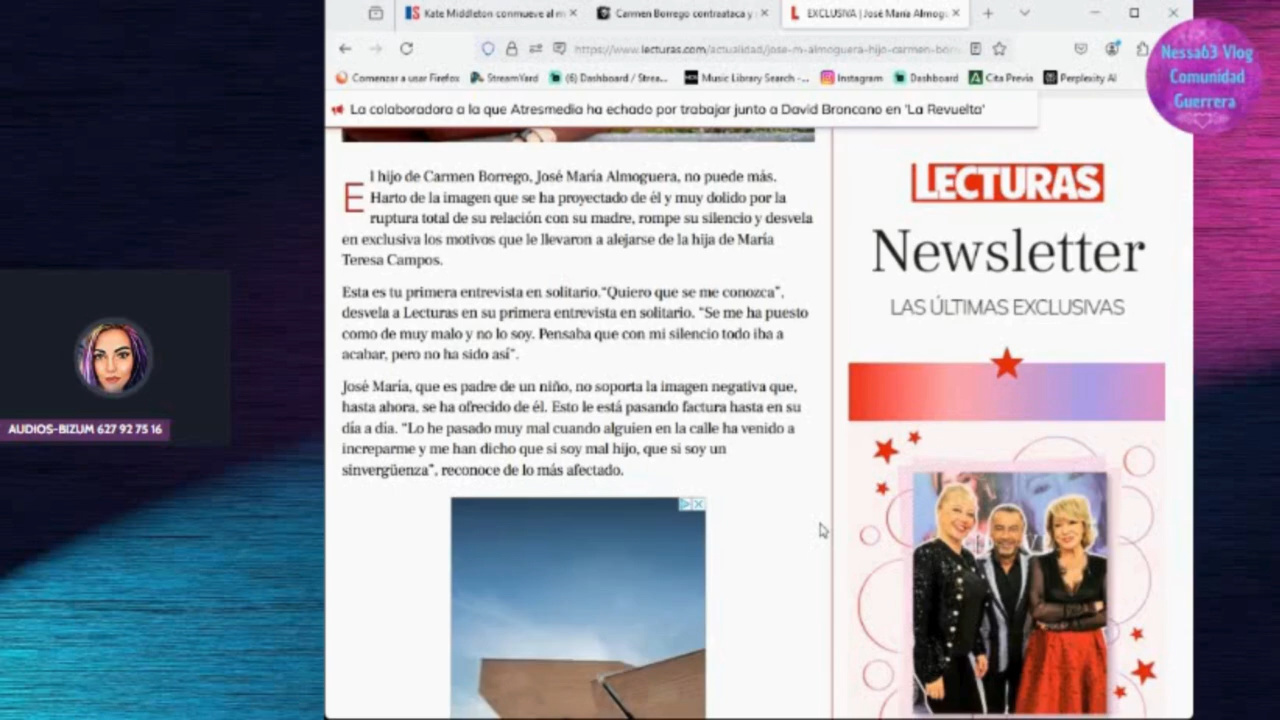 Kate Middleton conmueve al m
Carmen Borrego contraataca y
EXCLUSIVA | José María Almog
https://www.lecturas.com/actualidad/jose-m-almoguera-hijo-carmen-bor
Comenzar a usar Firefox
StreamYard
(6) Dashboard / Strea...
Music Library Search -...
Instagram
Dashboard
Cita Previa
Perplexity AI
Nessa63 Vlog
Comunidad
Guerrera
La colaboradora a la que Atresmedia ha echado por trabajar junto a David Broncano en 'La Revuelta'
El hijo de Carmen Borrego, José María Almoguera, no puede más.
Harto de la imagen que se ha proyectado de él y muy dolido por la
ruptura total de su relación con su madre, rompe su silencio y desvela
en exclusiva los motivos que le llevaron a alejarse de la hija de María
Teresa Campos.
Esta es tu primera entrevista en solitario.“Quiero que se me conozca”,
desvela a Lecturas en su primera entrevista en solitario. “Se me ha puesto
como de muy malo y no lo soy. Pensaba que con mi silencio todo iba a
acabar, pero no ha sido así”.
José María, que es padre de un niño, no soporta la imagen negativa que,
hasta ahora, se ha ofrecido de él. Esto le está pasando factura hasta en su
día a día. “Lo he pasado muy mal cuando alguien en la calle ha venido a
increparme y me han dicho que si soy mal hijo, que si soy un
sinvergüenza”, reconoce de lo más afectado.
LECTURAS
Newsletter
LAS ÚLTIMAS EXCLUSIVAS
AUDIOS-BIZUM 627 92 75 16